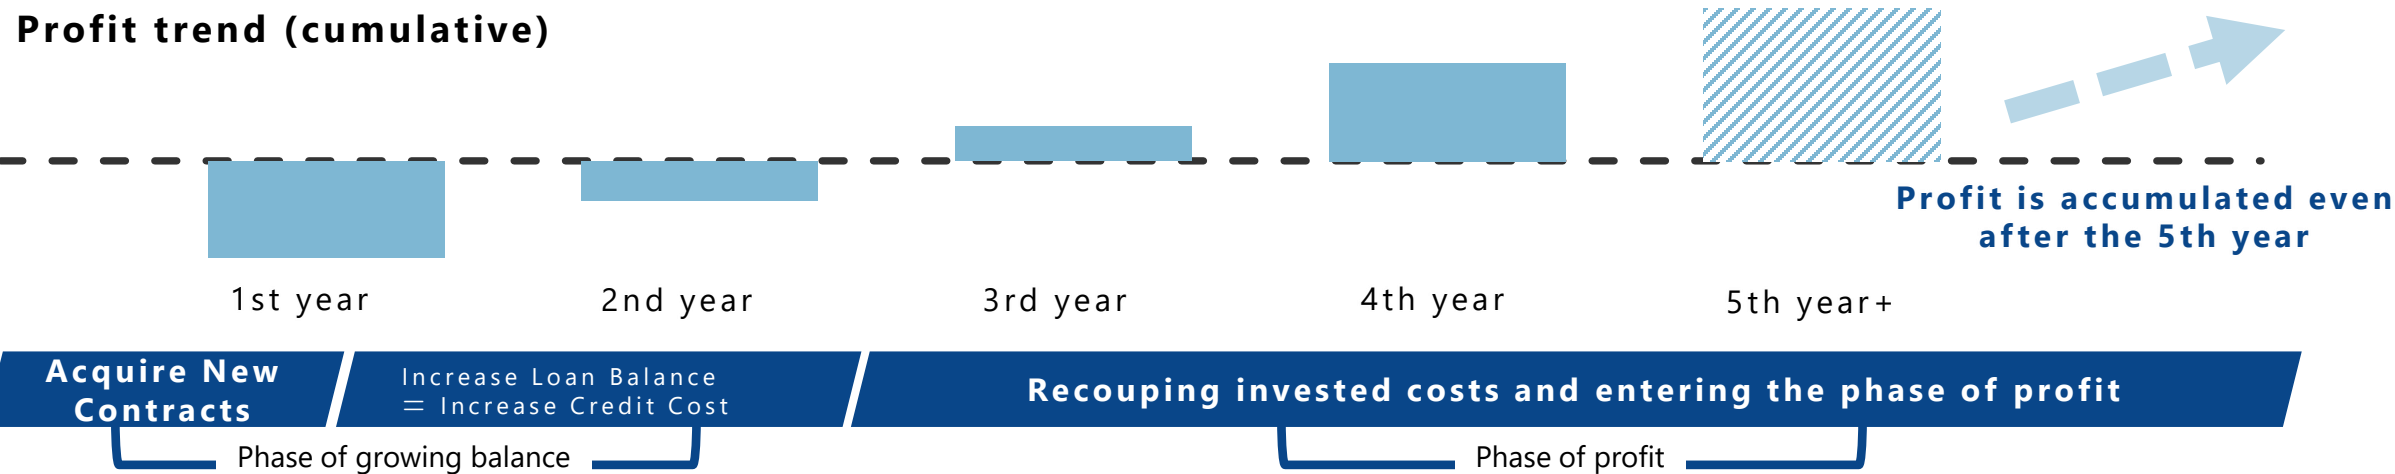 Profit trend (cumulative)
Profit is accumulated even
after the 5th year
1st year
2nd year
3rd year
4th year
5th year+
Acquire New
Contracts
Increase Loan Balance
= Increase Credit Cost
Recouping invested costs and entering the phase of profit
Phase of growing balance
Phase of profit